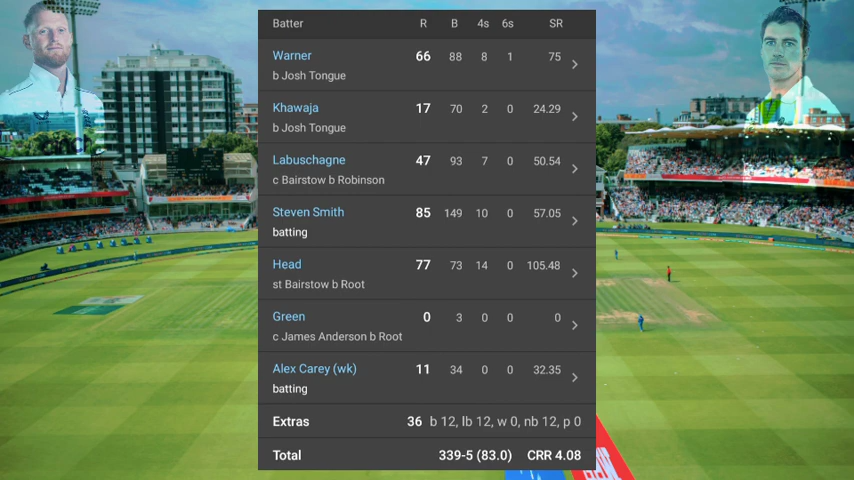 Batter R B 4s 6s SR
Warner 66 88 8 1 75
b Josh Tongue
Khawaja 17 70 2 0 24.29
b Josh Tongue
Labuschagne 47 93 7 0 50.54
c Bairstow b Robinson
Steven Smith 85 149 10 0 57.05
batting
Head 77 73 14 0 105.48
st Bairstow b Root
Green 0 3 0 0 0
c James Anderson b Root
Alex Carey (wk) 11 34 0 0 32.35
batting
Extras 36 b 12, lb 12, w 0, nb 12, p 0
Total 339-5 (83.0) CRR 4.08